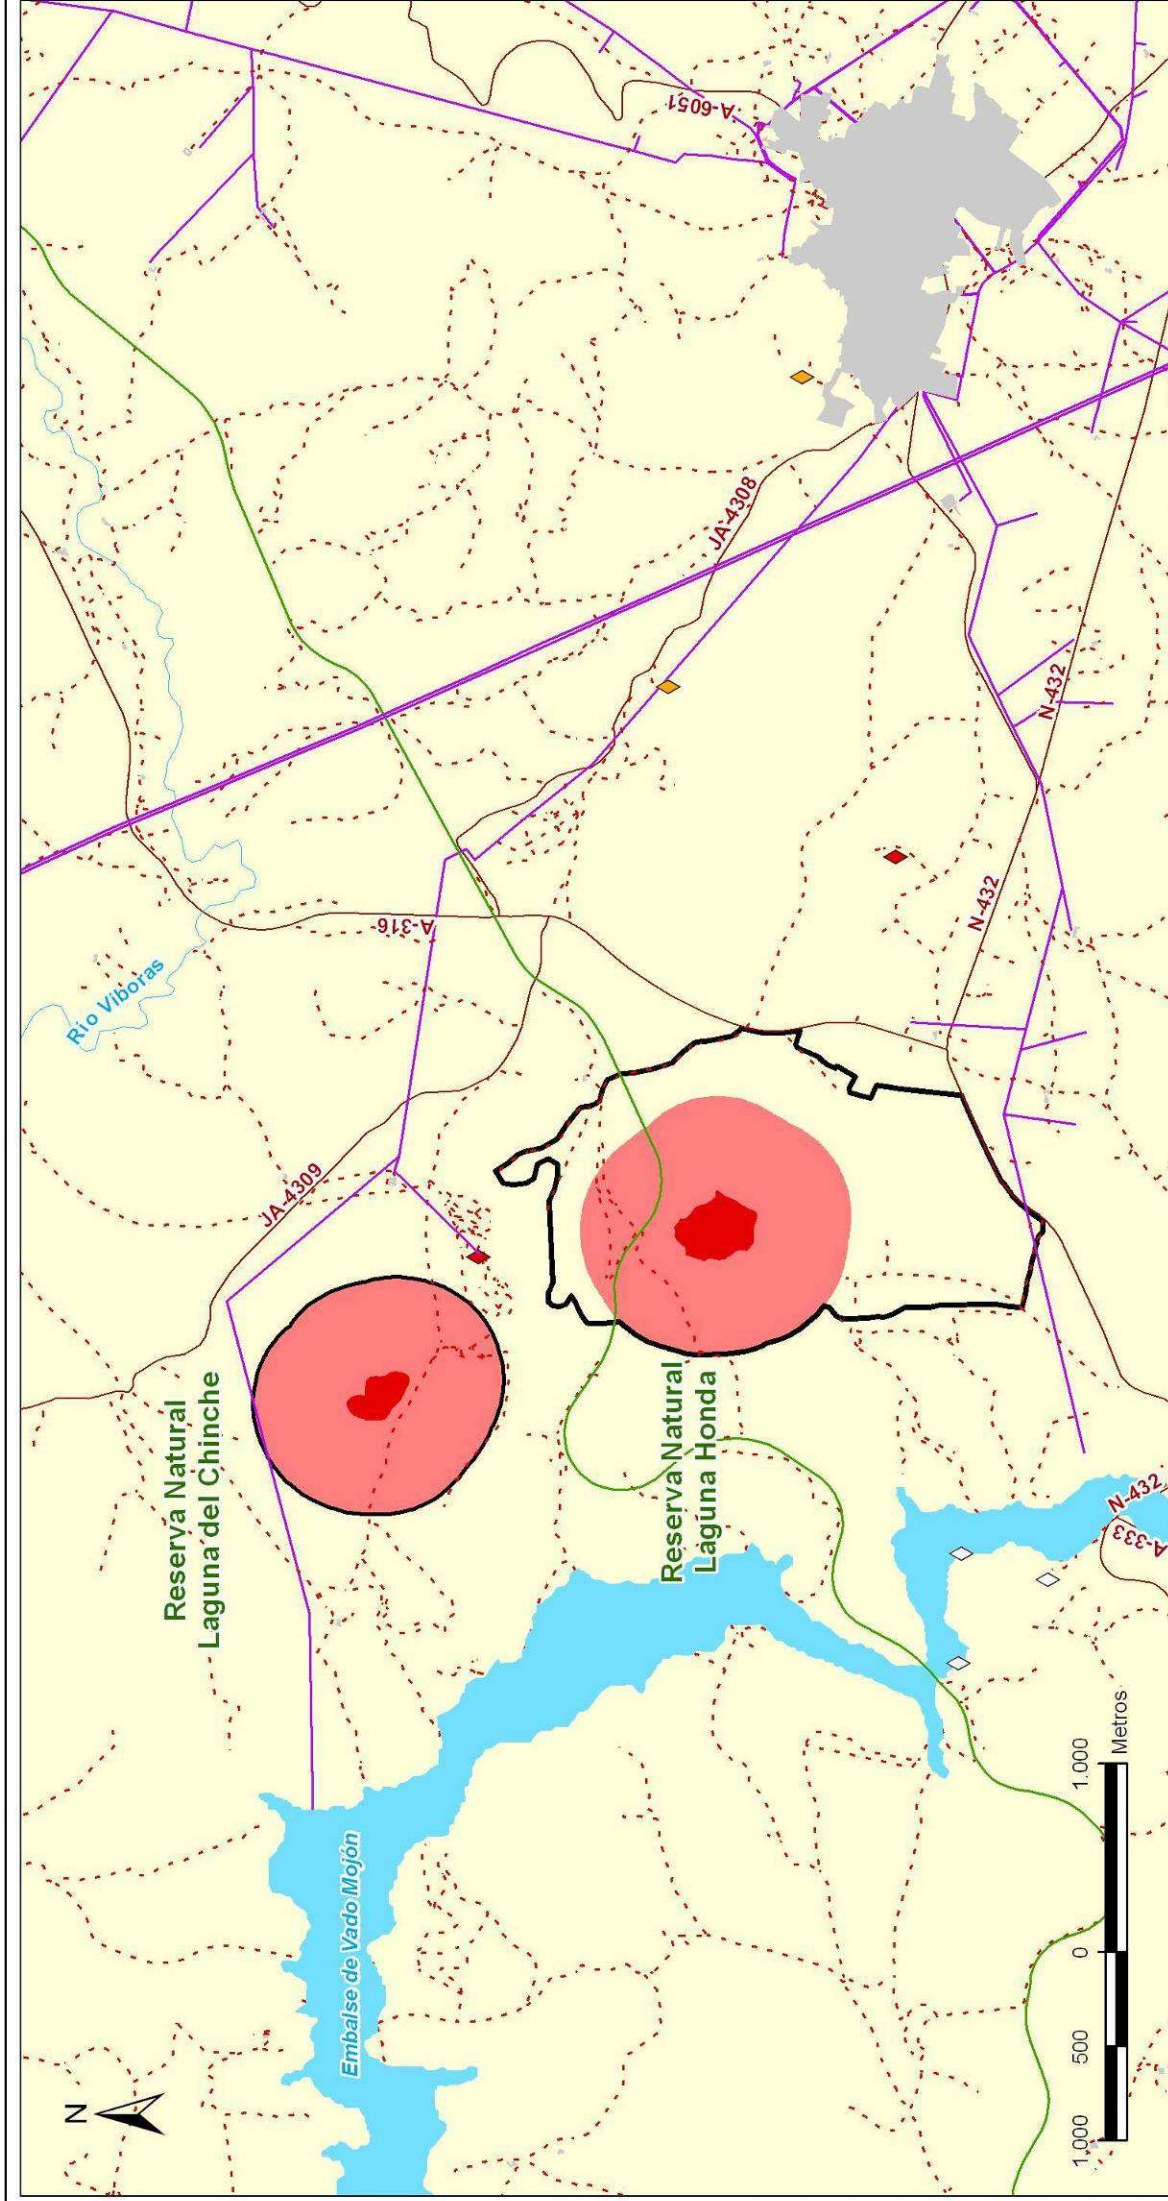 N
Río Viboras
A-6051
JA-4308
A-316
JA-4309
Reserva Natural
Laguna del Chinche
Reserva Natural
Laguna Honda
Embalse de Vado Mojón
N-432
N-432
N-432
A-333
1.000
500
0
1.000
Metros